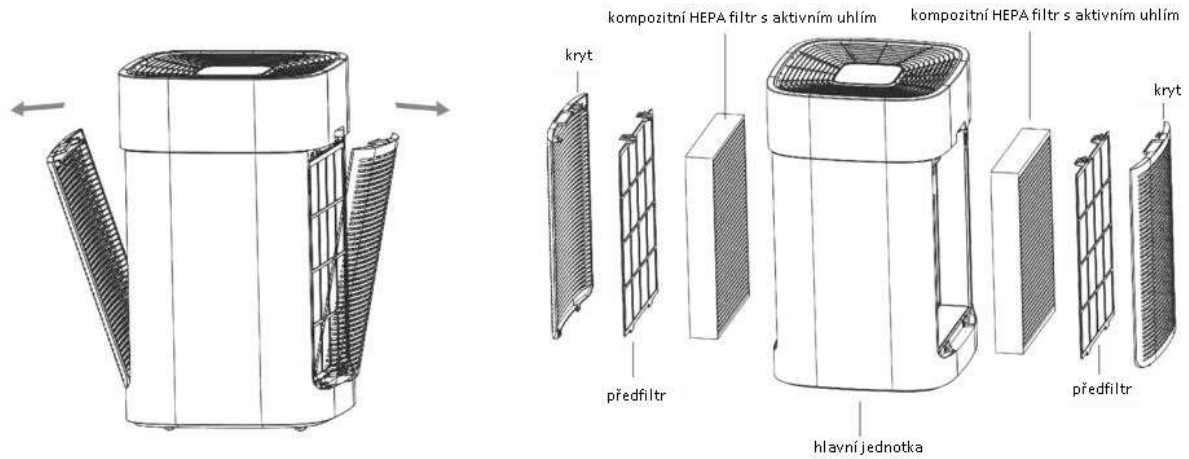 kompozitní HEPA filtr s aktivním uhlím
kompozitní HEPA filtr s aktivním uhlím
kryt
kryt
předfiltr
předfiltr
hlavní jednotka